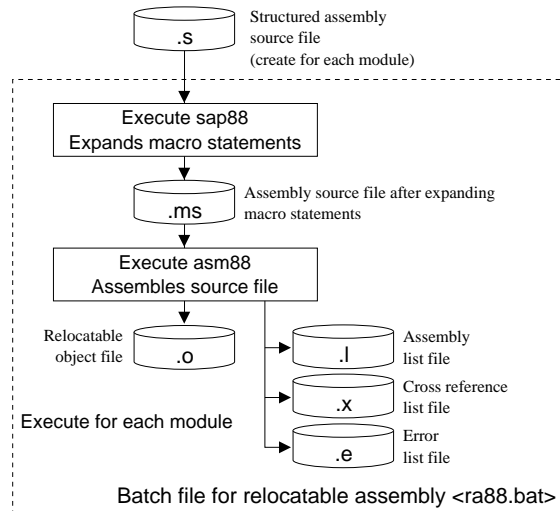 Structured assembly
source file
(create for each module)
.s
Execute sap88
Expands macro statements
.ms
Assembly source file after expanding
macro statements
Execute asm88
Assembles source file
Relocatable
object file
.o
.l
Assembly
list file
.x
Cross reference
list file
.e
Error
list file
Execute for each module
Batch file for relocatable assembly <ra88.bat>